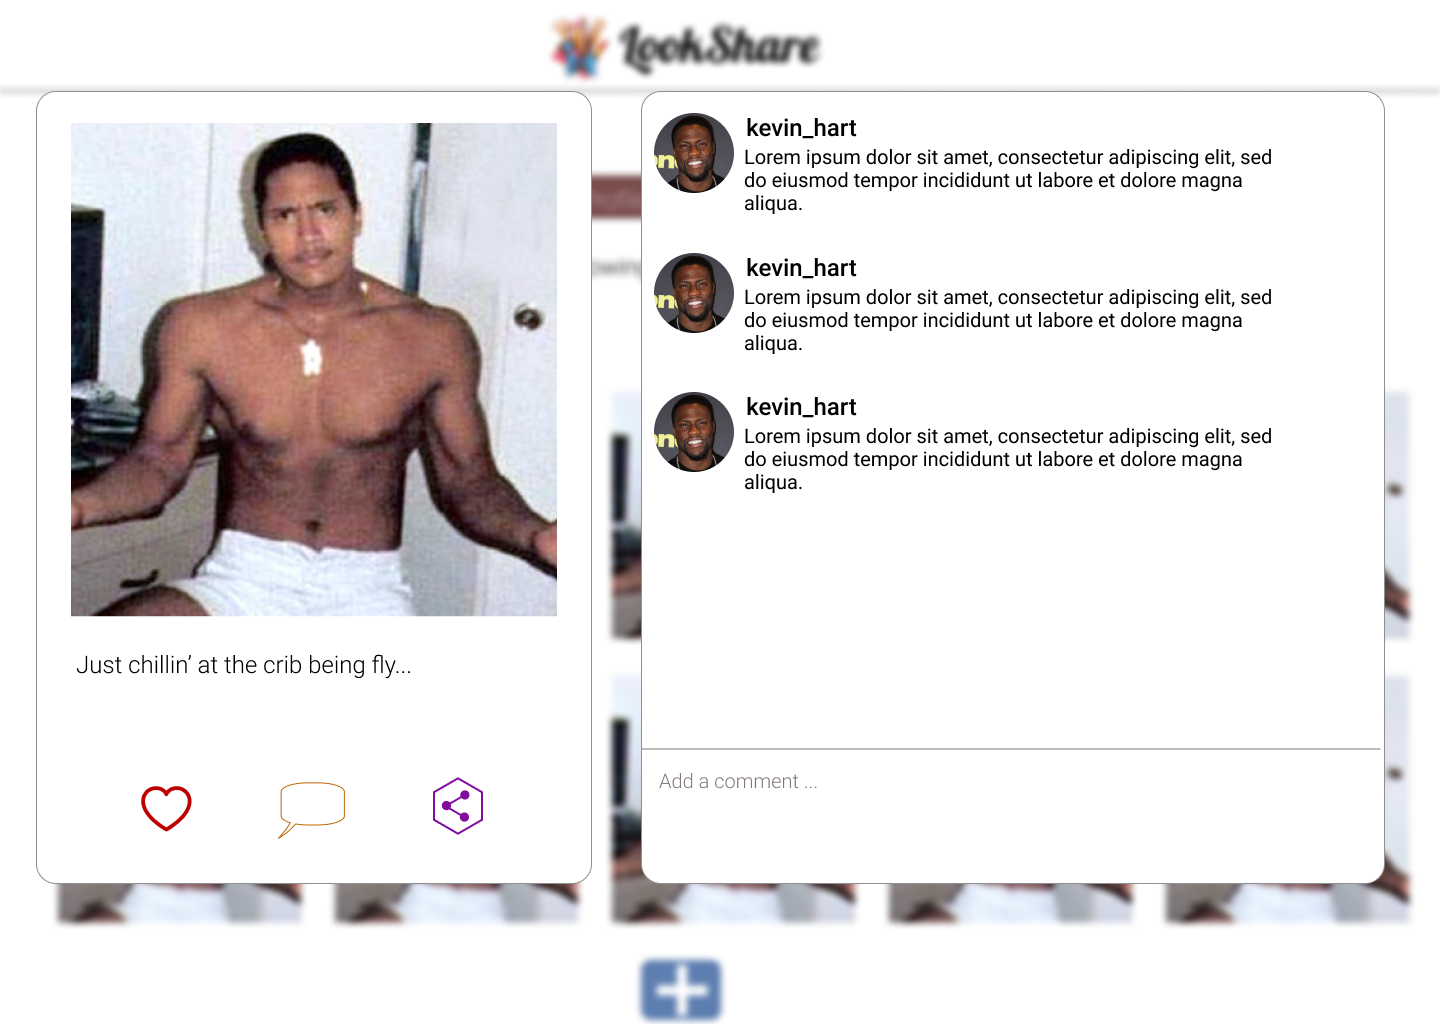 LookShare
kevin_hart
Lorem ipsum dolor sit amet, consectetur adipiscing elit, sed
do eiusmod tempor incididunt ut labore et dolore magna
aliqua.
kevin_hart
Lorem ipsum dolor sit amet, consectetur adipiscing elit, sed
do eiusmod tempor incididunt ut labore et dolore magna
aliqua.
kevin_hart
Lorem ipsum dolor sit amet, consectetur adipiscing elit, sed
do eiusmod tempor incididunt ut labore et dolore magna
aliqua.
Just chillin’ at the crib being fly...
Add a comment ...